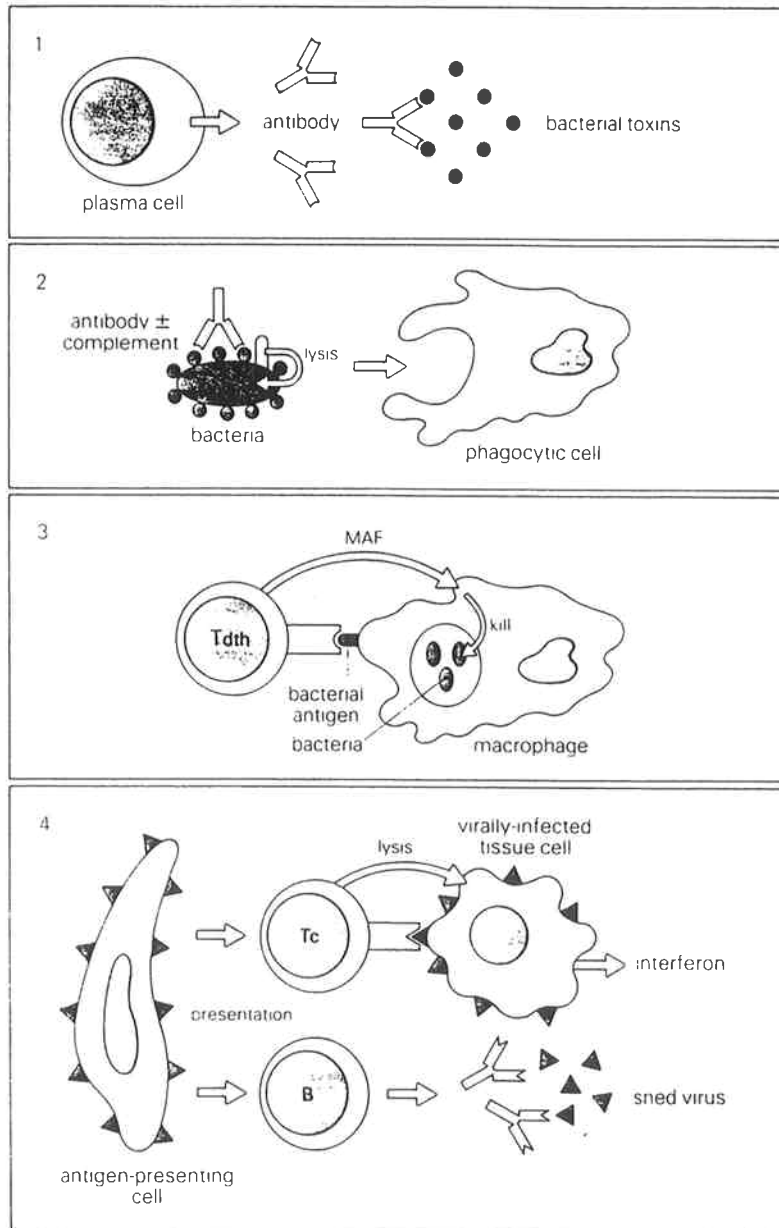 1
antibody
bacterial toxins
plasma cell
2
antibody ±
complement
lysis
bacteria
phagocytic cell
3
MAF
Tdth
kill
bacterial
antigen
bacteria
macrophage
4
virally-infected
tissue cell
lysis
Tc
interferon
presentation
B
sned virus
antigen-presenting
cell